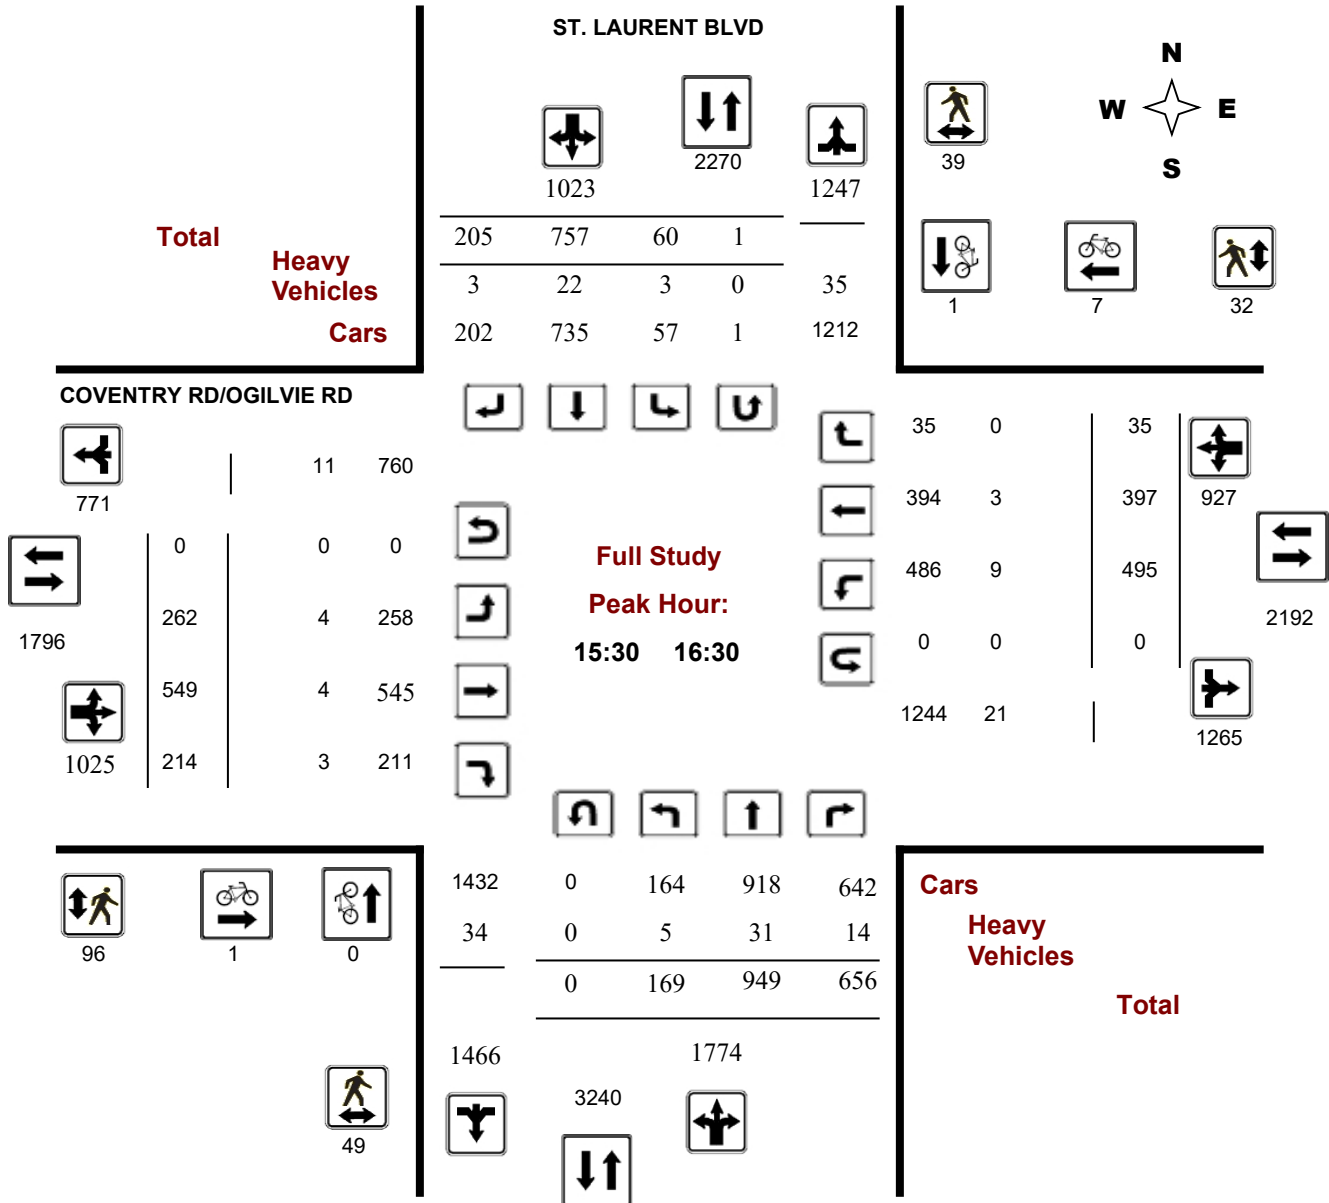 ST. LAURENT BLVD
N
W E
S
2270
39
1023 1247
Total 205 757 60 1
Heavy
Vehicles 3 22 3 0 35
Cars 202 735 57 1 1212
1 7 32
COVENTRY RD/OGILVIE RD
35 0 35
11 760
771
394 3 397 927
0 0 0
Full Study
486 9 495
Peak Hour:
262 4 258
2192
1796
15:30 16:30
0 0 0
549 4 545
1244 21
1265
1025 214 3 211
1432 0 164 918 642 Cars
34 0 5 31 14 Heavy
Vehicles
96 1 0
0 169 949 656
Total
1466 1774
3240
49